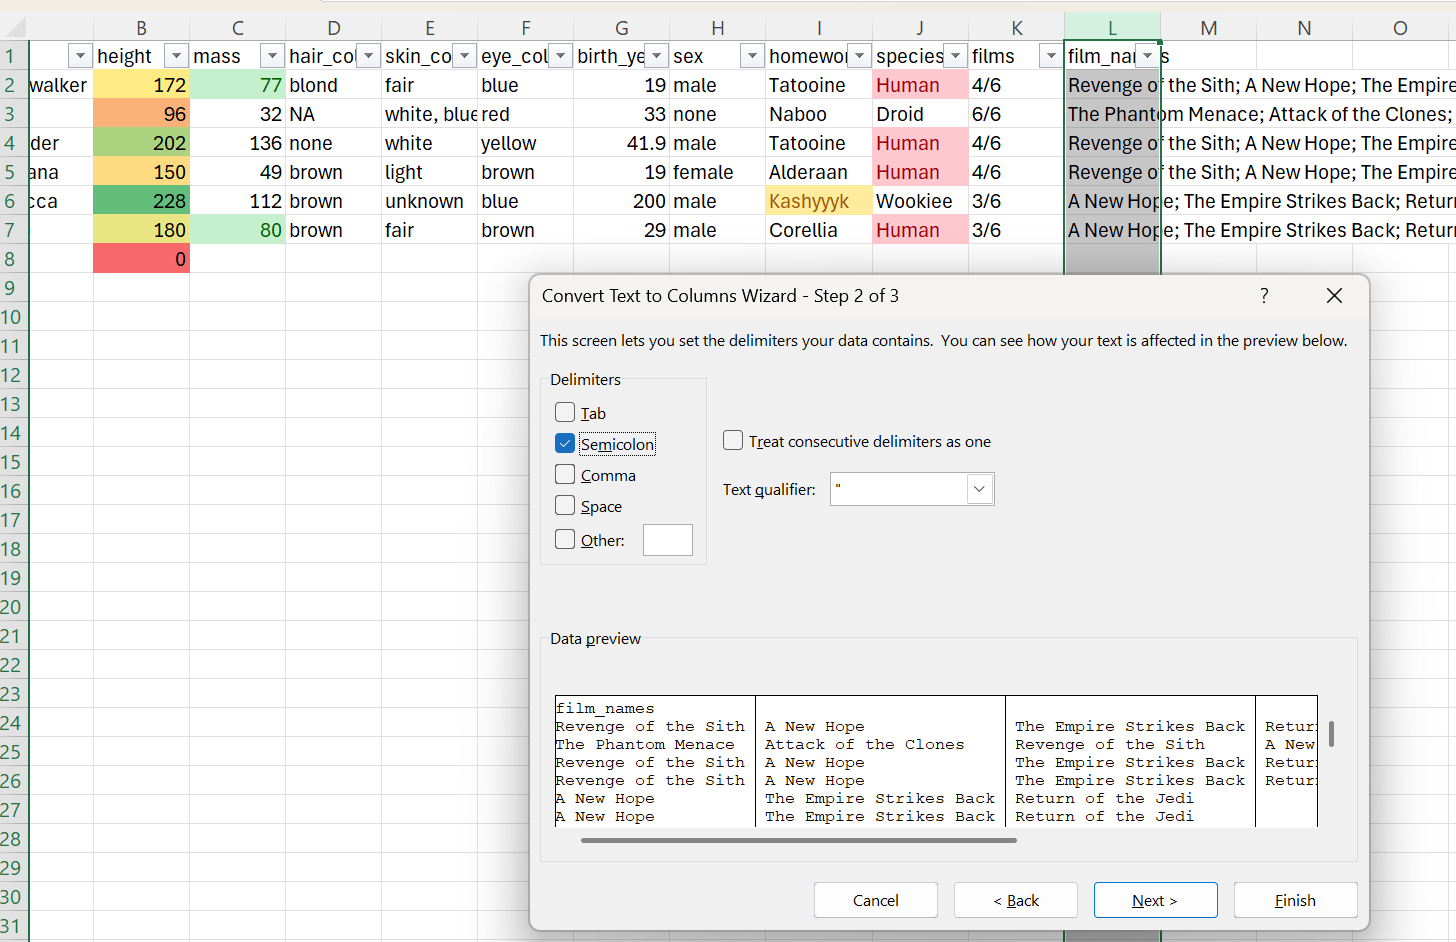 B C D E F G H I J K L M N O
1 height mass hair_co skin_co eye_col birth_ye sex homewor species films film_na s
2 walker 172 77 blond fair blue 19 male Tatooine Human 4/6 Revenge of the Sith; A New Hope; The Empire
3 96 32 NA white, blue red 33 none Naboo Droid 6/6 The Phantom Menace; Attack of the Clones;
4 der 202 136 none white yellow 41.9 male Tatooine Human 4/6 Revenge of the Sith; A New Hope; The Empire
5 ana 150 49 brown light brown 19 female Alderaan Human 4/6 Revenge of the Sith; A New Hope; The Empire
6 cca 228 112 brown unknown blue 200 male Kashyyyk Wookiee 3/6 A New Hope; The Empire Strikes Back; Return
7 180 80 brown fair brown 29 male Corellia Human 3/6 A New Hope; The Empire Strikes Back; Return
8 0
9
10
11
12
13
14
15
16
17
18
19
20
21
22
23
24
25
26
27
28
29
30
31
Convert Text to Columns Wizard - Step 2 of 3 ?
This screen lets you set the delimiters your data contains. You can see how your text is affected in the preview below.
Delimiters
Tab
Semicolon
Comma
Space
Other:
Treat consecutive delimiters as one
Text qualifier: "
Data preview
film_names
Revenge of the Sith A New Hope The Empire Strikes Back Retur
The Phantom Menace Attack of the Clones Revenge of the Sith A New
Revenge of the Sith A New Hope The Empire Strikes Back Retur
Revenge of the Sith A New Hope The Empire Strikes Back Retur
A New Hope The Empire Strikes Back Return of the Jedi
A New Hope The Empire Strikes Back Return of the Jedi
Cancel < Back Next > Finish